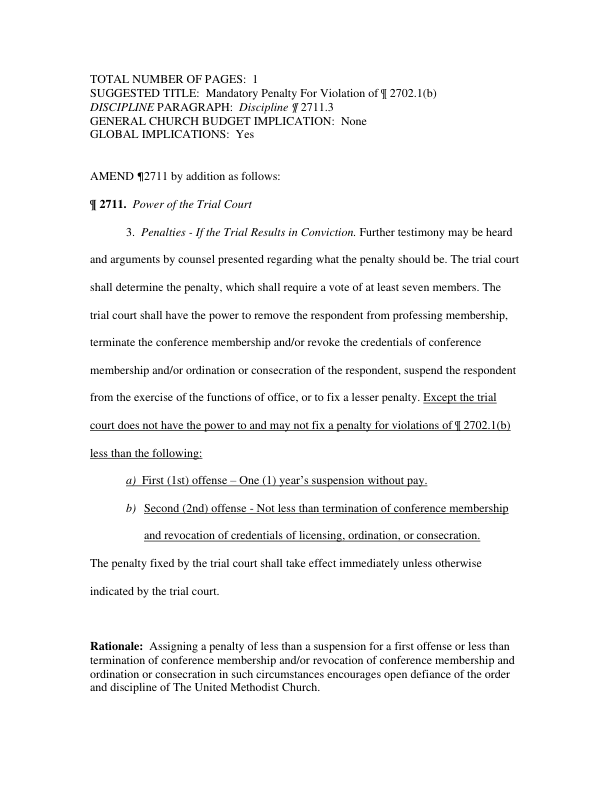 TOTAL NUMBER OF PAGES:  1
SUGGESTED TITLE:  Mandatory Penalty For Violation of ¶ 2702.1(b)
DISCIPLINE PARAGRAPH:  Discipline ¶ 2711.3
GENERAL CHURCH BUDGET IMPLICATION:  None
GLOBAL IMPLICATIONS:  Yes
AMEND ¶2711 by addition as follows:
¶ 2711.  Power of the Trial Court
3.  Penalties - If the Trial Results in Conviction. Further testimony may be heard
and arguments by counsel presented regarding what the penalty should be. The trial court
shall determine the penalty, which shall require a vote of at least seven members. The
trial court shall have the power to remove the respondent from professing membership,
terminate the conference membership and/or revoke the credentials of conference
membership and/or ordination or consecration of the respondent, suspend the respondent
from the exercise of the functions of office, or to fix a lesser penalty. Except the trial
court does not have the power to and may not fix a penalty for violations of ¶ 2702.1(b)
less than the following:
a)  First (1st) offense – One (1) year’s suspension without pay.
b)  Second (2nd) offense - Not less than termination of conference membership
and revocation of credentials of licensing, ordination, or consecration.
The penalty fixed by the trial court shall take effect immediately unless otherwise
indicated by the trial court.
Rationale:  Assigning a penalty of less than a suspension for a first offense or less than
termination of conference membership and/or revocation of conference membership and
ordination or consecration in such circumstances encourages open defiance of the order
and discipline of The United Methodist Church.